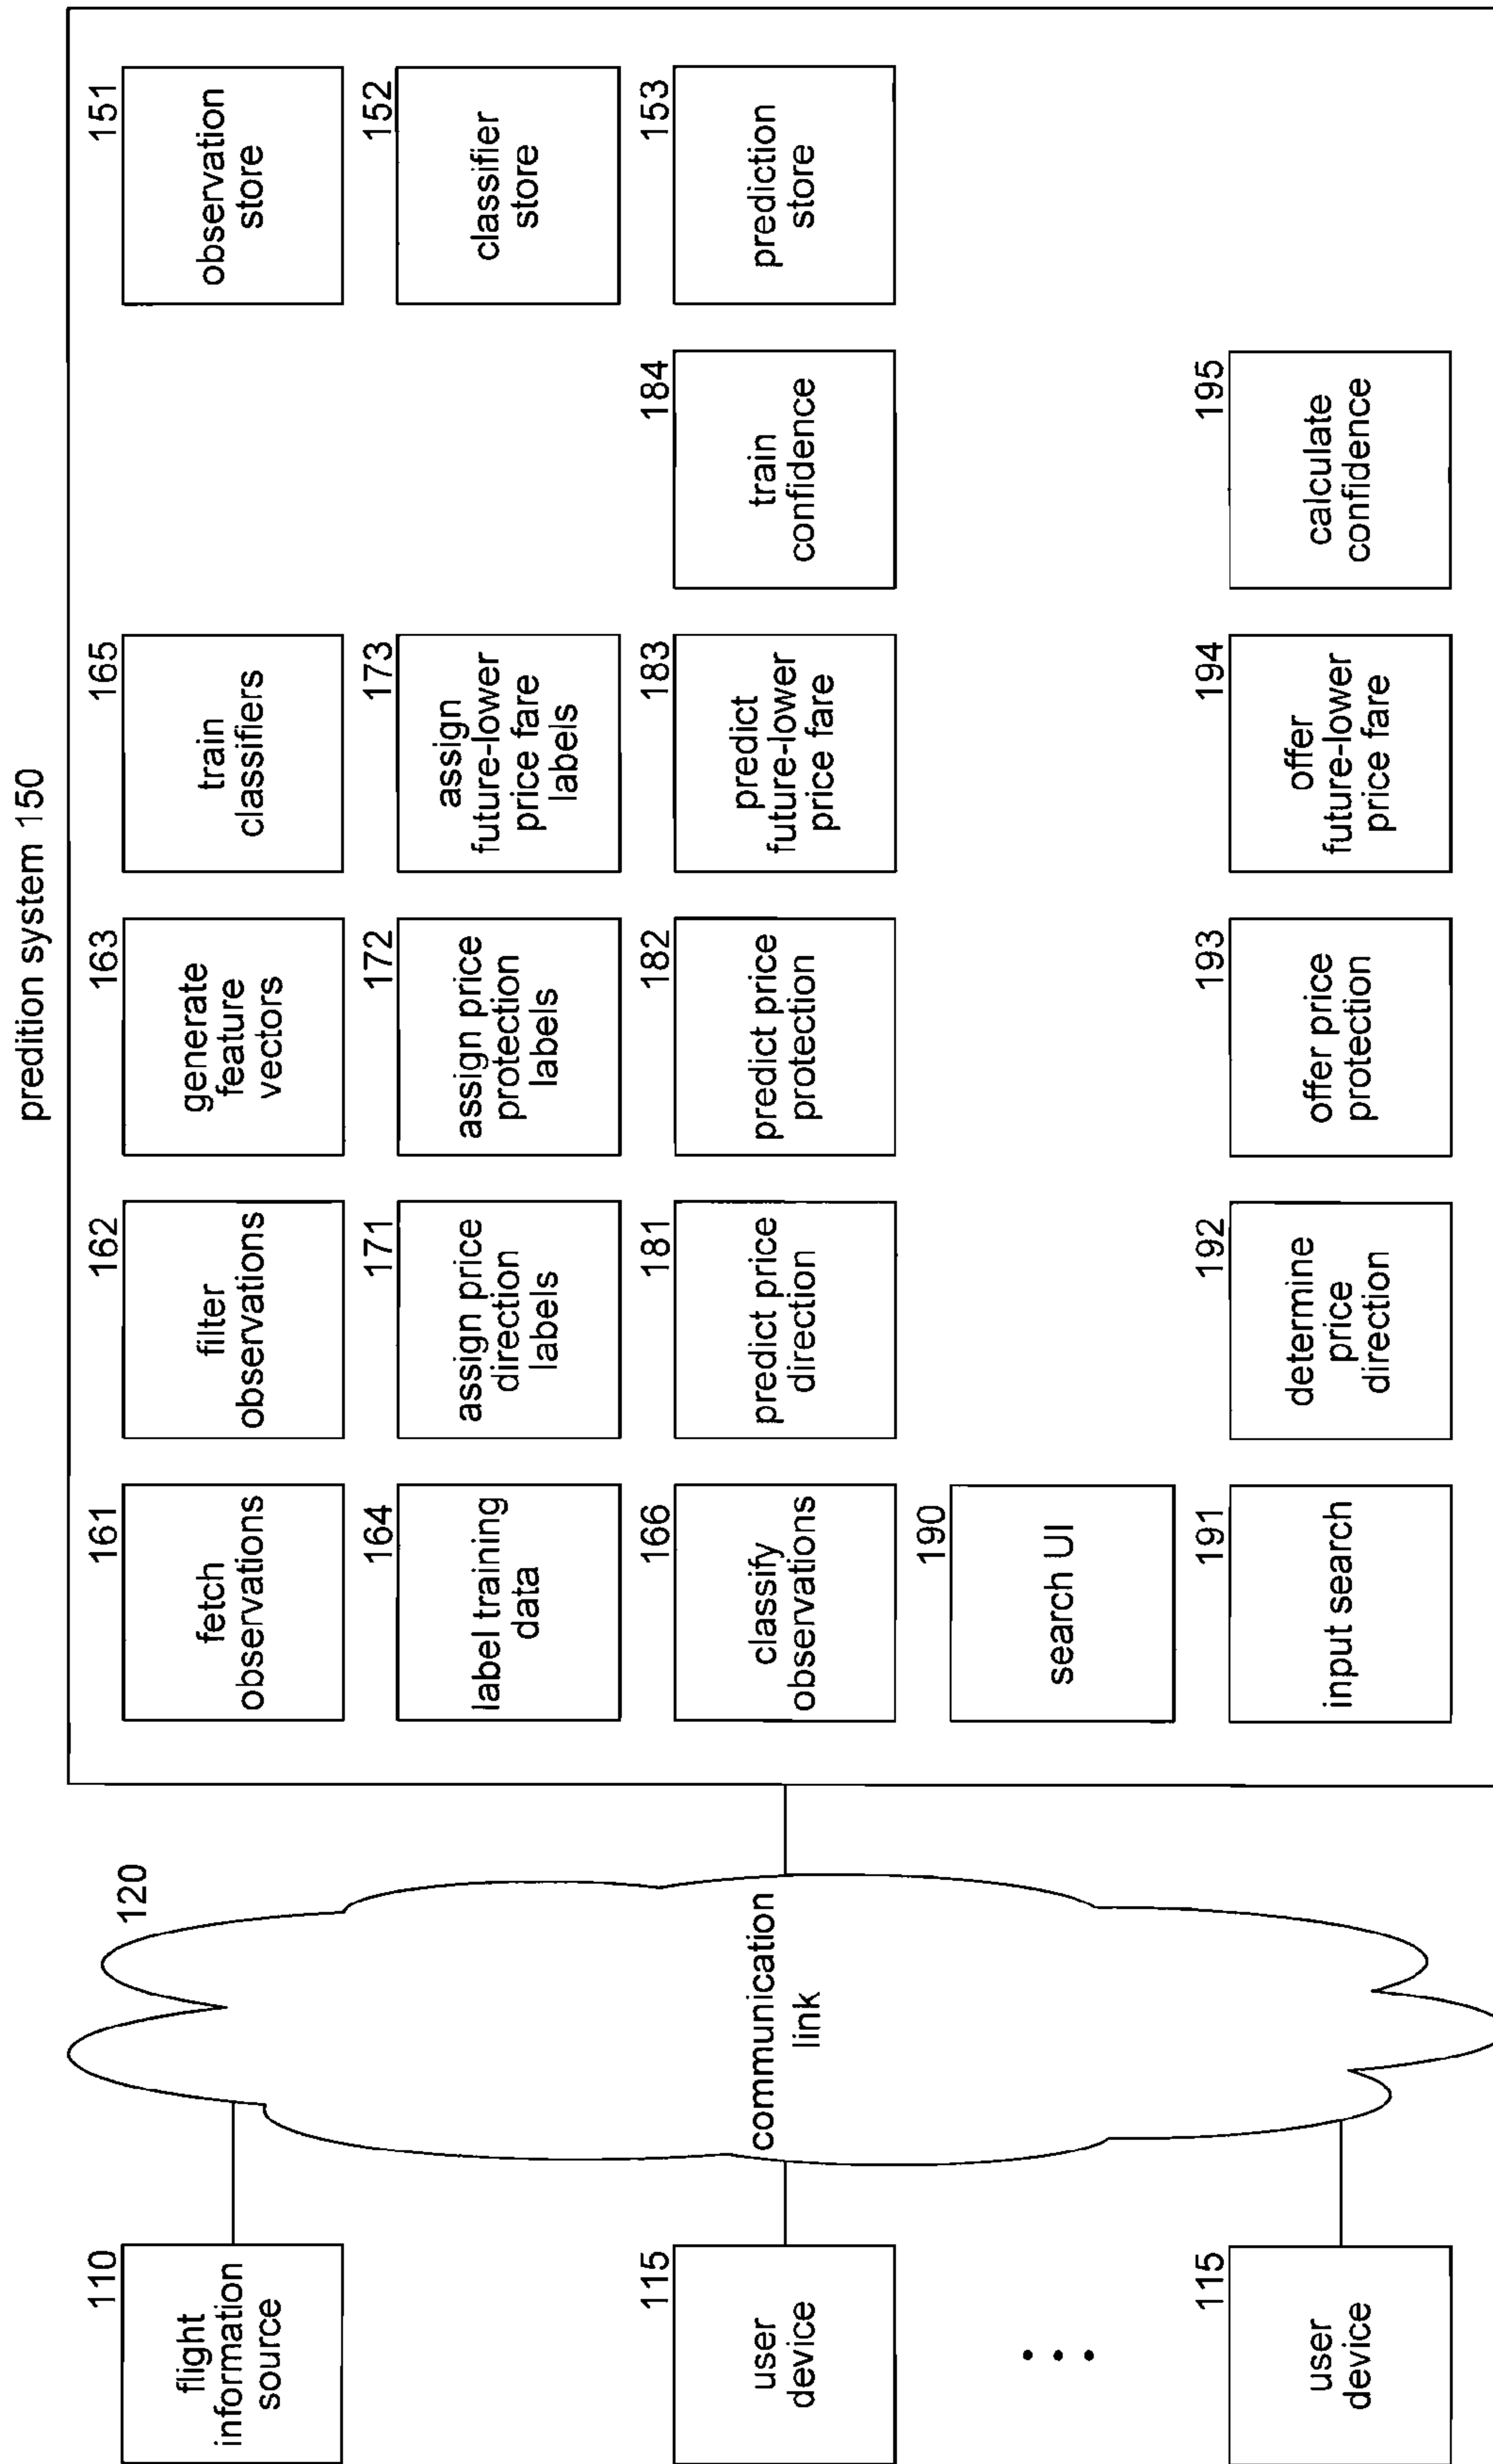 predition system 150
110
flight
information
source
120
161
fetch
observations
162
filter
observations
163
generate
feature
vectors
165
train
classifiers
151
observation
store
164
label training
data
171
assign price
direction
labels
172
assign price
protection
labels
173
assign
future-lower
price fare
labels
152
classifier
store
115
user
device
communication
link
166
classify
observations
181
predict price
direction
182
predict price
protection
183
predict
future-lower
price fare
184
train
confidence
153
prediction
store
190
search UI
115
user
device
191
input search
192
determine
price
direction
193
offer price
protection
194
offer
future-lower
price fare
195
calculate
confidence